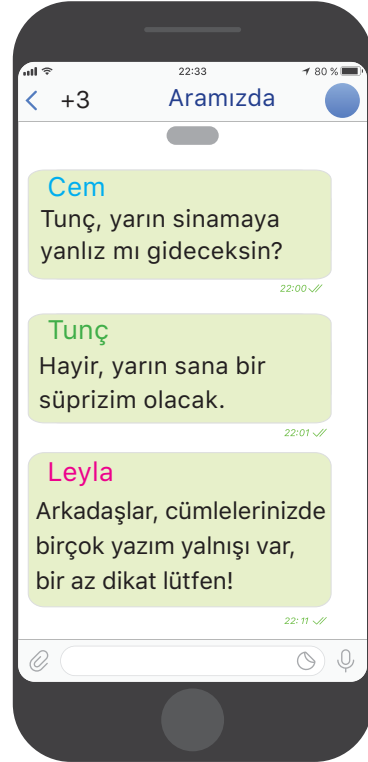 22:33
80 %
+3
Aramızda
Cem
Tunç, yarın sinamaya
yanlız mı gideceksin?
22:00
Tunç
Hayir, yarın sana bir
süprizim olacak.
22:01
Leyla
Arkadaşlar, cümlelerinizde
birçok yazım yalnışı var,
bir az dikat lütfen!
22:11